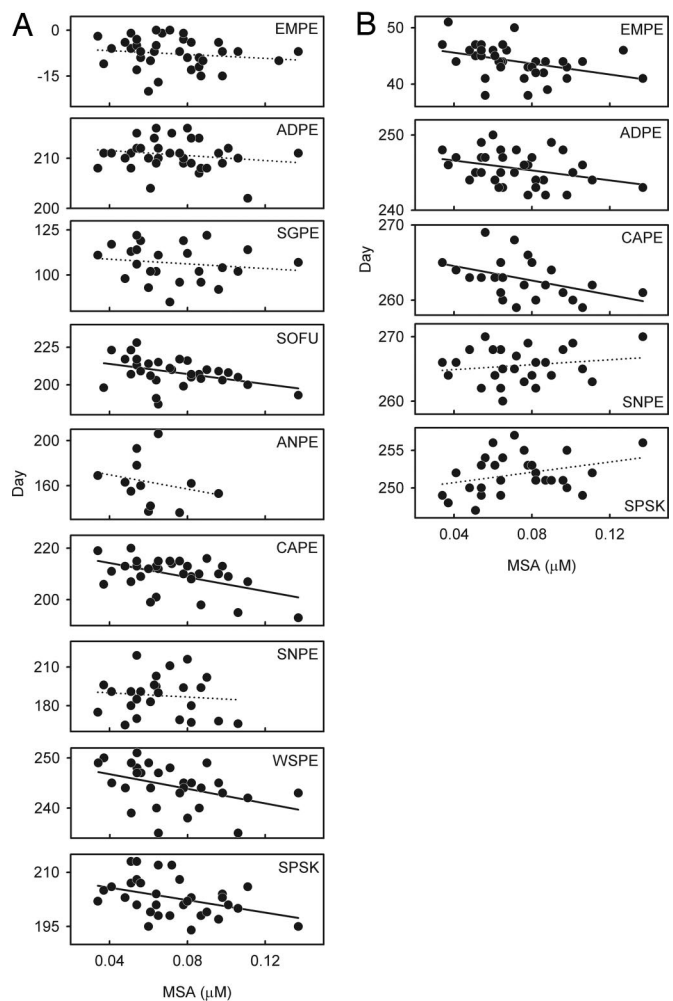 A
EMPE
0
-15
ADPE
210
200
SGPE
125
100
SOFU
225
200
ANPE
200
160
Day
CAPE
220
210
200
SNPE
210
180
WSPE
250
240
SPSK
210
195
0.04 0.08 0.12
MSA (μM)
B
EMPE
50
40
ADPE
250
240
CAPE
270
260
Day
SNPE
270
260
SPSK
255
250
0.04 0.08 0.12
MSA (μM)